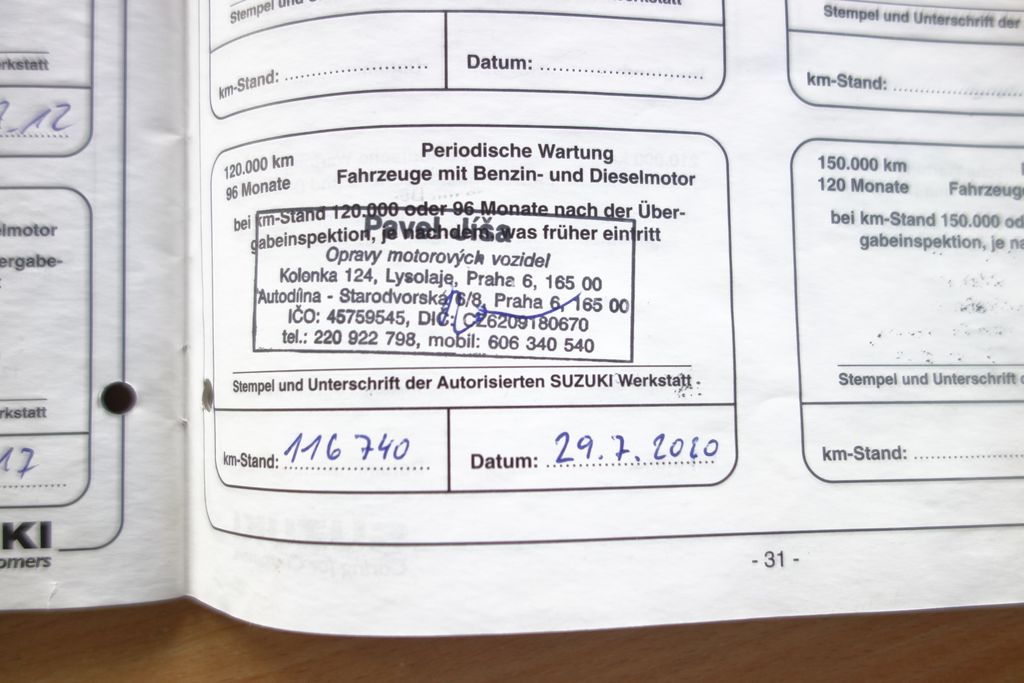 Stempel und
km-Stand:
Datum:
Stempel und Unterschrift der
km-Stand:
rkstatt
12
lmotor
ergabe-
rkstatt
17
KI
omers
120.000 km
96 Monate
Periodische Wartung
Fahrzeuge mit Benzin- und Dieselmotor
bei km-Stand 120.000 oder 96 Monate nach der Über-
gabeinspektion, je nachdem, was früher eintritt
Pavel Jíša
Opravy motorových vozidel
Kolonka 124, Lysolaje, Praha 6, 165 00
Autodílna - Starodvorská 6/8, Praha 6, 165 00
IČO: 45759545, DIČ: CZ6209180670
tel.: 220 922 798, mobil: 606 340 540
Stempel und Unterschrift der Autorisierten SUZUKI Werkstatt
km-Stand: 116 740
Datum: 29.7.2020
150.000 km
120 Monate
Fahrzeuge
bei km-Stand 150.000 od
gabeinspektion, je na
Stempel und Unterschrift de
km-Stand:
- 31 -